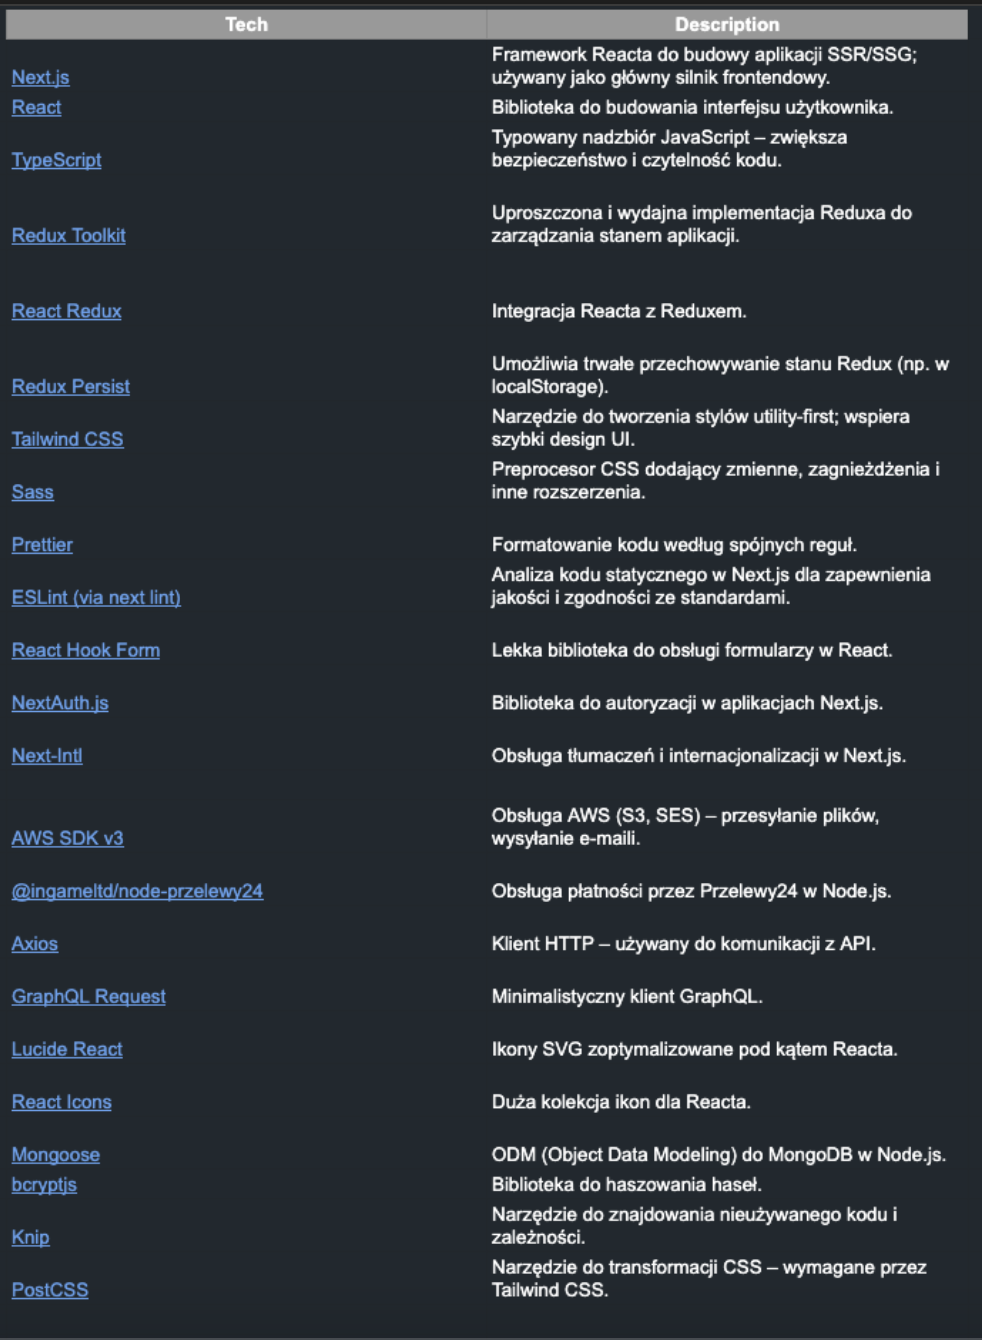 Tech
Description
Framework Reacta do budowy aplikacji SSR/SSG;
Next.js
używany jako główny silnik frontendowy.
React
Biblioteka do budowania interfejsu użytkownika.
Typowany nadzbiór JavaScript – zwiększa
TypeScript
bezpieczeństwo i czytelność kodu.
Uproszczona i wydajna implementacja Reduxa do
Redux Toolkit
zarządzania stanem aplikacji.
React Redux
Integracja Reacta z Reduxem.
Umożliwia trwałe przechowywanie stanu Redux (np. w
Redux Persist
localStorage).
Narzędzie do tworzenia stylów utility-first; wspiera
Tailwind CSS
szybki design UI.
Preprocesor CSS dodający zmienne, zagnieżdżenia i
Sass
inne rozszerzenia.
Prettier
Formatowanie kodu według spójnych reguł.
Analiza kodu statycznego w Next.js dla zapewnienia
ESLint (via next lint)
jakości i zgodności ze standardami.
React Hook Form
Lekka biblioteka do obsługi formularzy w React.
NextAuth.js
Biblioteka do autoryzacji w aplikacjach Next.js.
Next-Intl
Obsługa tłumaczeń i internacjonalizacji w Next.js.
Obsługa AWS (S3, SES) – przesyłanie plików,
AWS SDK v3
wysyłanie e-maili.
@ingameltd/node-przelewy24
Obsługa płatności przez Przelewy24 w Node.js.
Axios
Klient HTTP – używany do komunikacji z API.
GraphQL Request
Minimalistyczny klient GraphQL.
Lucide React
Ikony SVG zoptymalizowane pod kątem Reacta.
React Icons
Duża kolekcja ikon dla Reacta.
Mongoose
ODM (Object Data Modeling) do MongoDB w Node.js.
bcryptjs
Biblioteka do haszowania haseł.
Narzędzie do znajdowania nieużywanego kodu i
Knip
zależności.
Narzędzie do transformacji CSS – wymagane przez
PostCSS
Tailwind CSS.